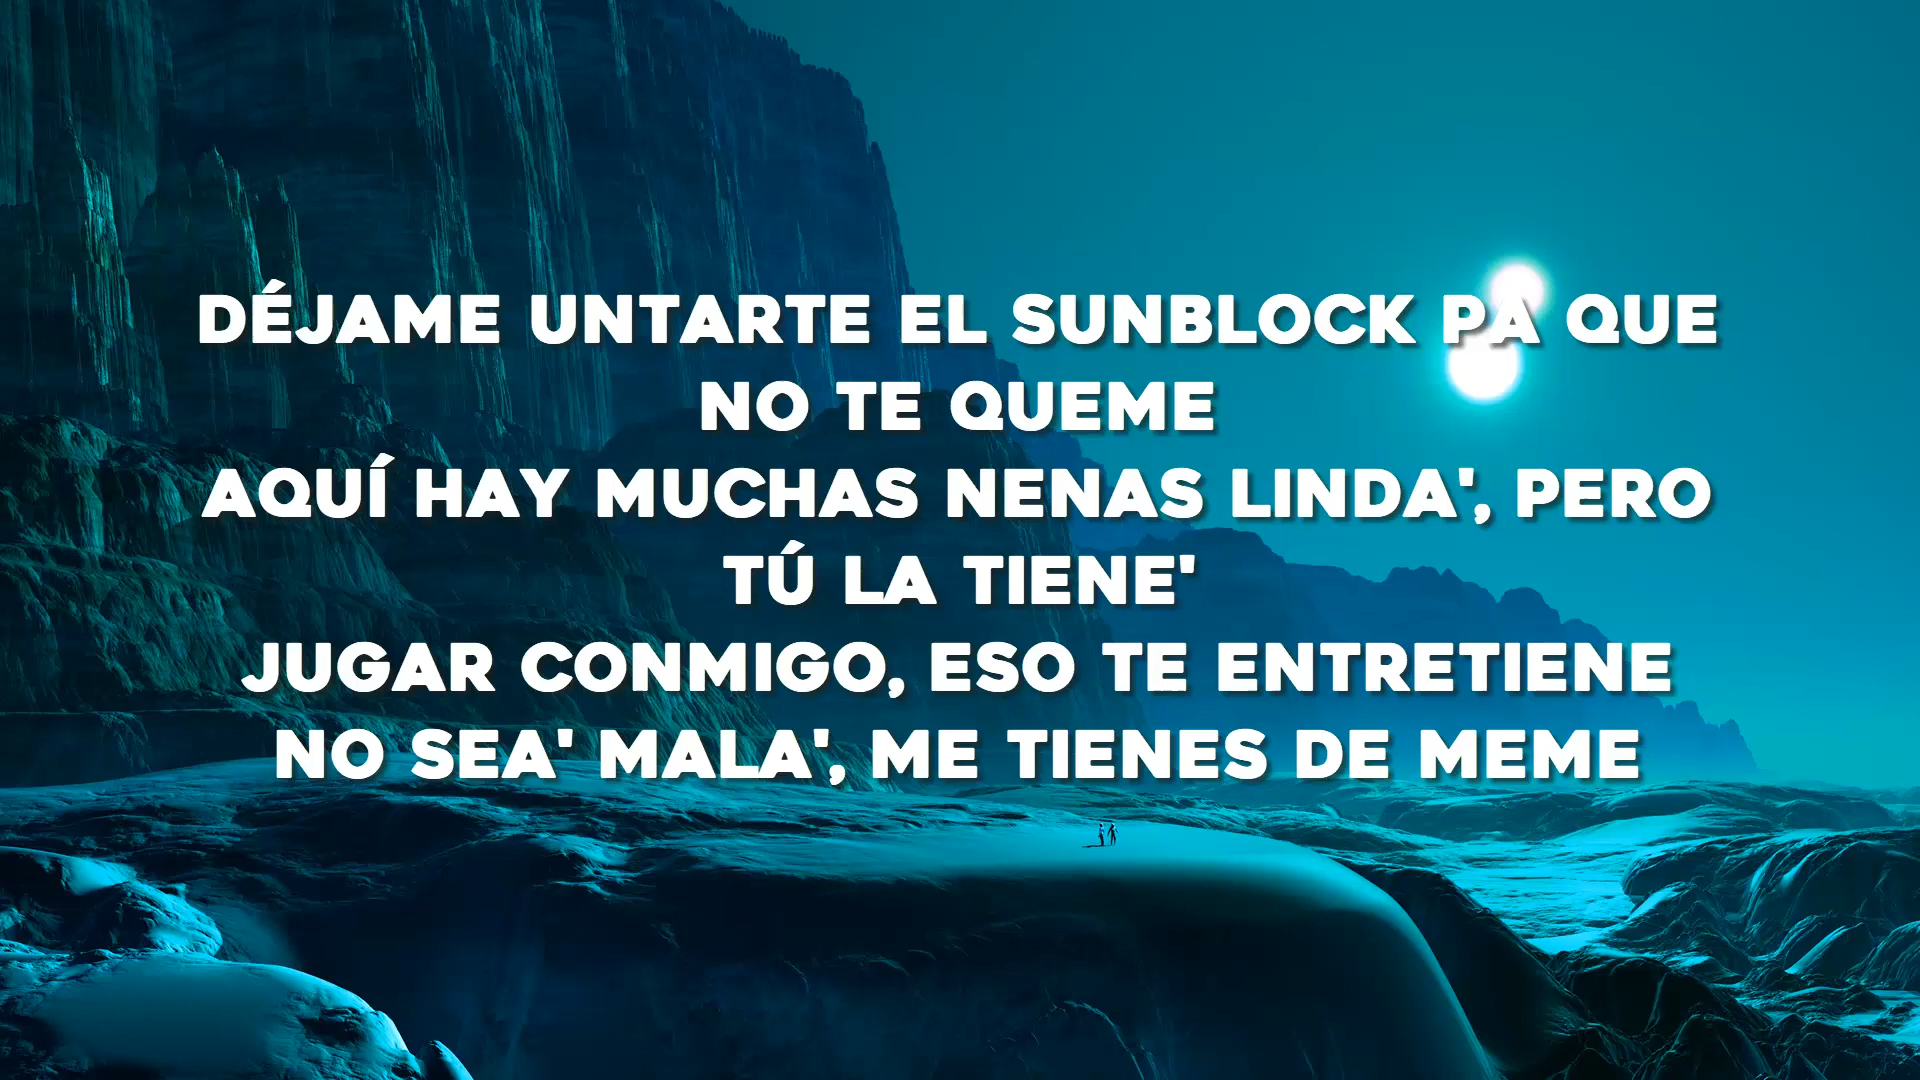 DÉJAME UNTARTE EL SUNBLOCK PA QUE
NO TE QUEME
AQUÍ HAY MUCHAS NENAS LINDA', PERO
TÚ LA TIENE'
JUGAR CONMIGO, ESO TE ENTRETIENE
NO SEA' MALA', ME TIENES DE MEME